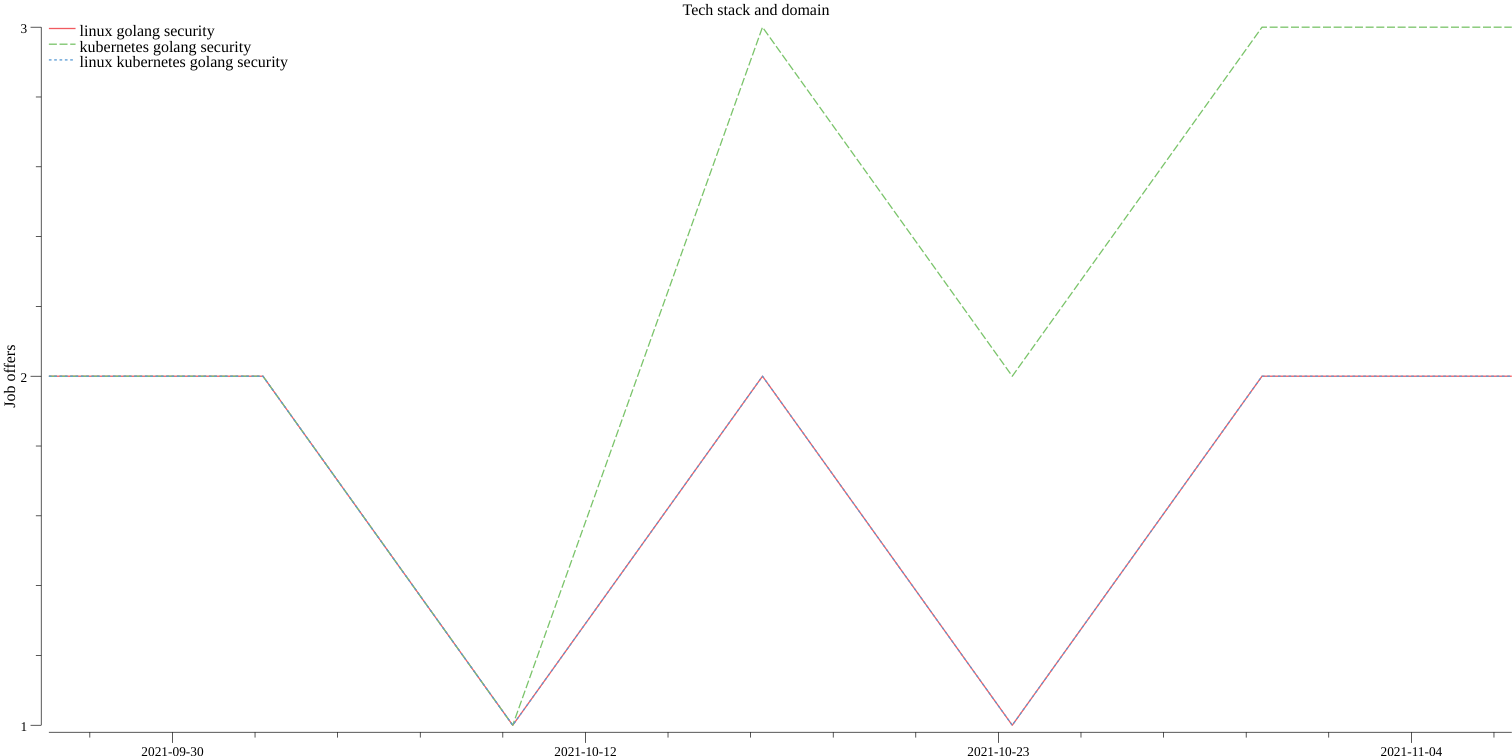 Tech stack and domain
3
linux golang security
kubernetes golang security
linux kubernetes golang security
Job offers
2
1
2021-09-30
2021-10-12
2021-10-23
2021-11-04